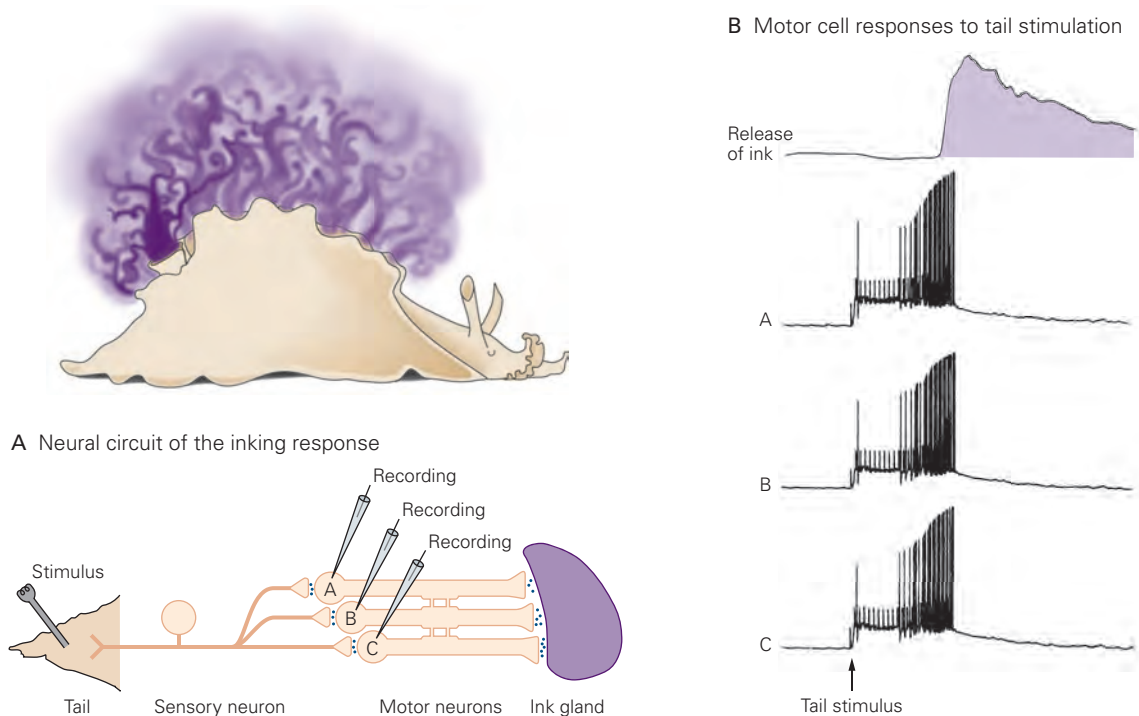 B Motor cell responses to tail stimulation
Release
of ink
A
B
C
Tail stimulus
A Neural circuit of the inking response
Recording
Recording
Recording
Stimulus
A
B
C
Tail
Sensory neuron
Motor neurons
Ink gland